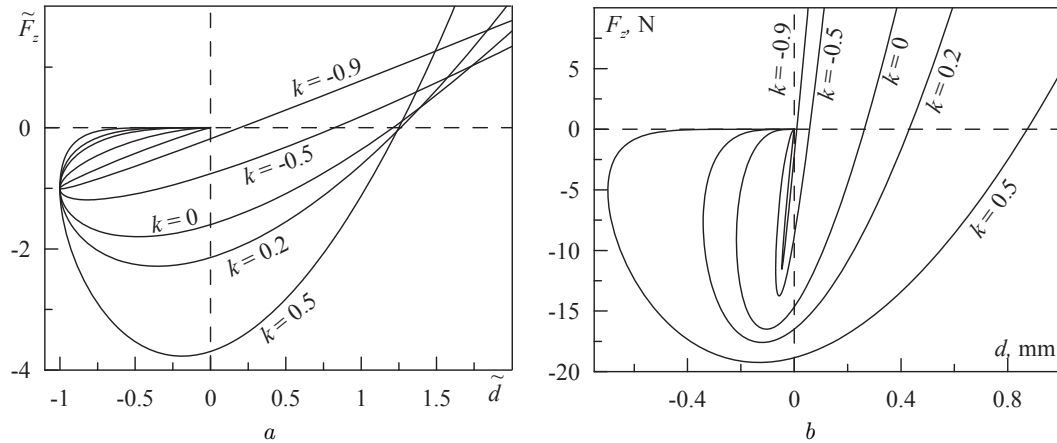 F̃z
0
-2
-4
-1
-0.5
0
0.5
1
1.5
d̃
k = -0.9
k = -0.5
k = 0
k = 0.2
k = 0.5
a
Fz, N
5
0
-5
-10
-15
-20
-0.4
0
0.4
0.8
d, mm
k = -0.9
k = -0.5
k = 0
k = 0.2
k = 0.5
b